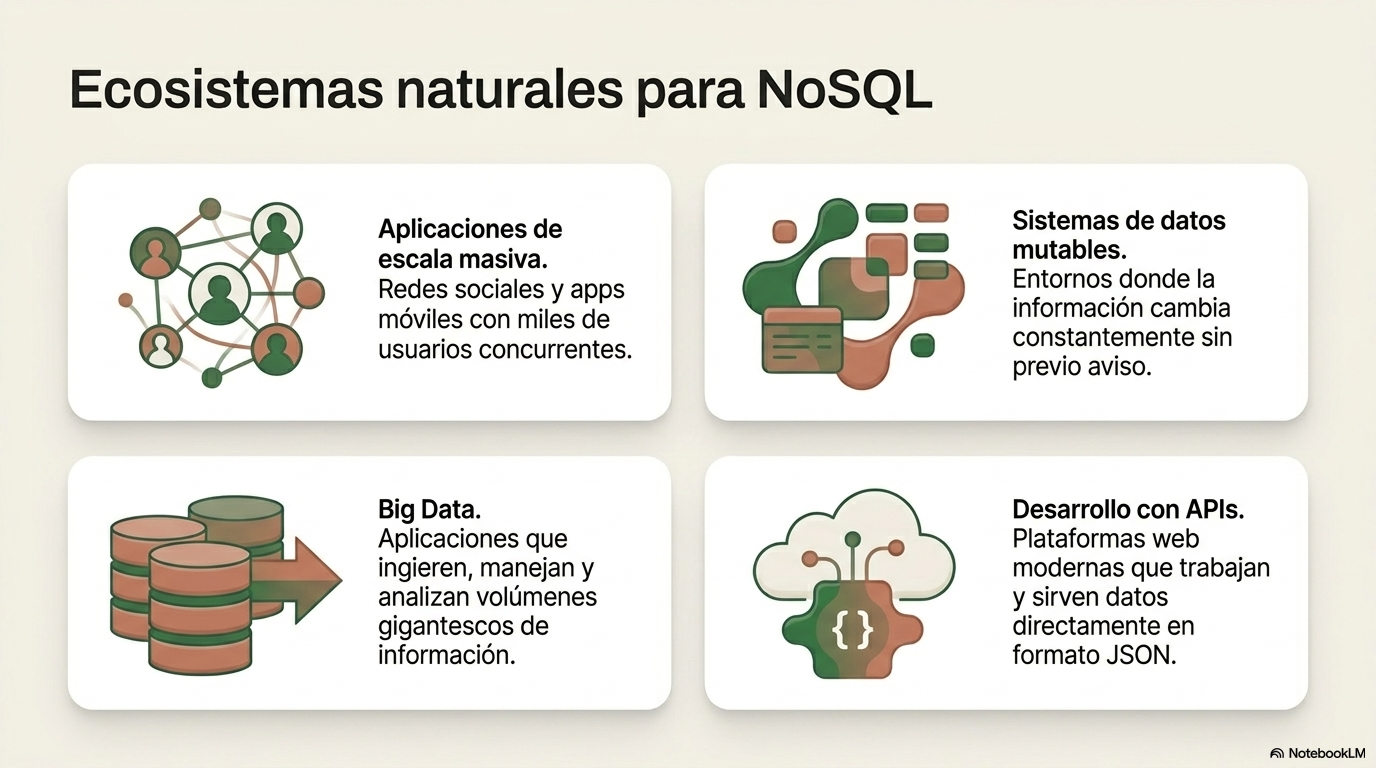 Ecosistemas naturales para NoSQL
Aplicaciones de
escala masiva.
Redes sociales y apps
móviles con miles de
usuarios concurrentes.
Sistemas de datos
mutables.
Entornos donde la
información cambia
constantemente sin
previo aviso.
Big Data.
Aplicaciones que
ingieren, manejan y
analizan volúmenes
gigantescos de
información.
{}
Desarrollo con APIs.
Plataformas web
modernas que trabajan
y sirven datos
directamente en
formato JSON.
NotebookLM